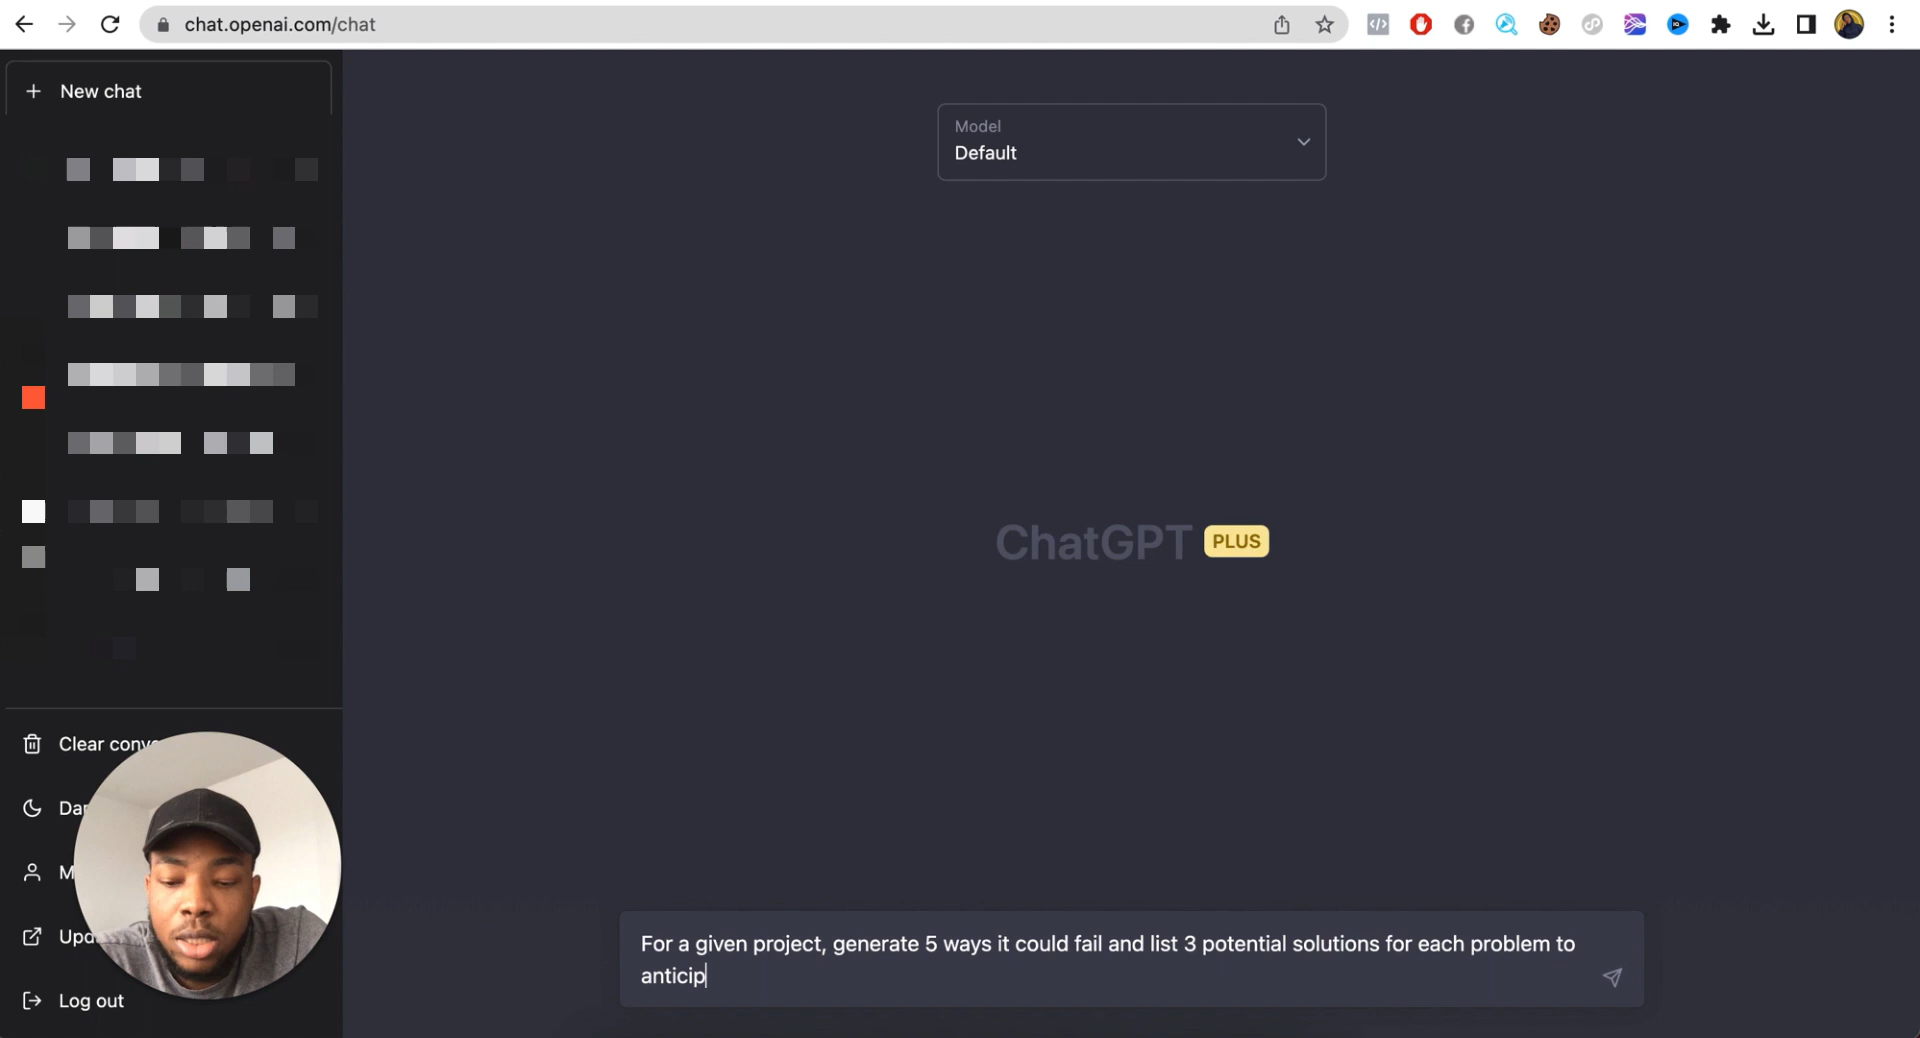 chat.openai.com/chat
New chat
Model
Default
ChatGPT PLUS
Clear conve
Da
M
Upd
Log out
For a given project, generate 5 ways it could fail and list 3 potential solutions for each problem to
anticip